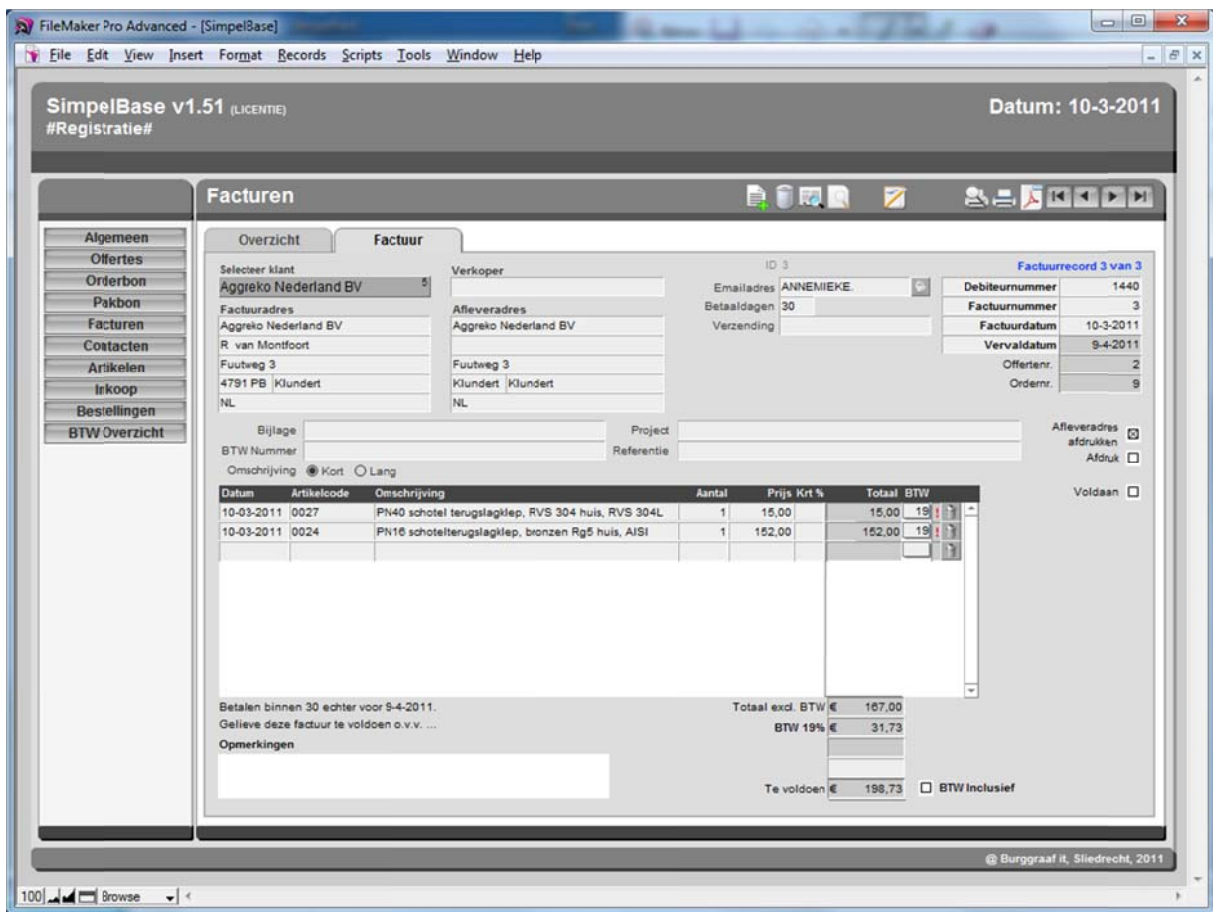 FileMaker Pro Advanced - [SimpelBase]
File Edit View Insert Format Records Scripts Tools Window Help
SimpelBase v1.51 (LICENTIE)
Datum: 10-3-2011
#Registratie#
Facturen
Algemeen
Offertes
Orderbon
Pakbon
Facturen
Contacten
Artikelen
Inkoop
Bestellingen
BTW Overzicht
Overzicht Factuur
Selecteer klant
Aggreko Nederland BV 5
Verkoper
ID 3
Factuurrecord 3 van 3
Emailadres ANNEMIEKE.
Betaaldagen 30
Verzending
Debiteurnummer 1440
Factuurnummer 3
Factuurdatum 10-3-2011
Vervaldatum 9-4-2011
Offertenr. 2
Ordernr. 9
Factuuradres
Aggreko Nederland BV
R van Montfoort
Fuutweg 3
4791 PB Klundert
NL
Afleveradres
Aggreko Nederland BV
Fuutweg 3
Klundert Klundert
NL
Bijlage
Project
BTW Nummer
Referentie
Omschrijving Kort Lang
Afleveradres
afdrukken
Afdruk
Voldaan
Datum Artikelcode Omschrijving Aantal Prijs Krt % Totaal BTW
10-03-2011 0027 PN40 schotel terugslagklep, RVS 304 huis, RVS 304L 1 15,00 15,00 19 !
10-03-2011 0024 PN16 schotelterugslagklep, bronzen Rg5 huis, AISI 1 152,00 152,00 19 !
Betalen binnen 30 echter voor 9-4-2011.
Gelieve deze factuur te voldoen o.v.v. ...
Opmerkingen
Totaal excl. BTW € 167,00
BTW 19% € 31,73
Te voldoen € 198,73
BTW Inclusief
@ Burggraaf it, Sliedrecht, 2011
100 Browse